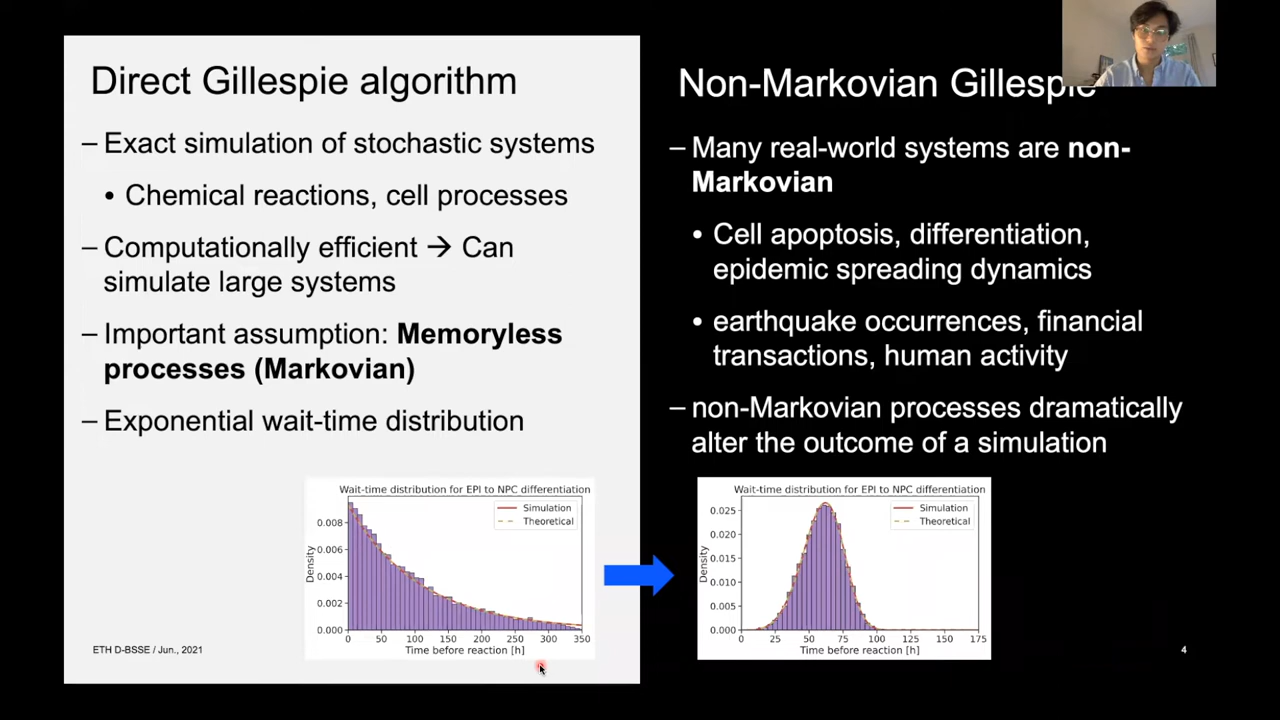 Direct Gillespie algorithm
– Exact simulation of stochastic systems
• Chemical reactions, cell processes
– Computationally efficient → Can
simulate large systems
– Important assumption: Memoryless
processes (Markovian)
– Exponential wait-time distribution
Wait-time distribution for EPI to NPC differentiation
Simulation
Theoretical
Density
0.008
0.006
0.004
0.002
0.000
0 50 100 150 200 250 300 350
Time before reaction [h]
ETH D-BSSE / Jun., 2021
Non-Markovian Gillespie
– Many real-world systems are non-
Markovian
• Cell apoptosis, differentiation,
epidemic spreading dynamics
• earthquake occurrences, financial
transactions, human activity
– non-Markovian processes dramatically
alter the outcome of a simulation
Wait-time distribution for EPI to NPC differentiation
Simulation
Theoretical
Density
0.025
0.020
0.015
0.010
0.005
0.000
0 25 50 75 100 125 150 175
Time before reaction [h]
4